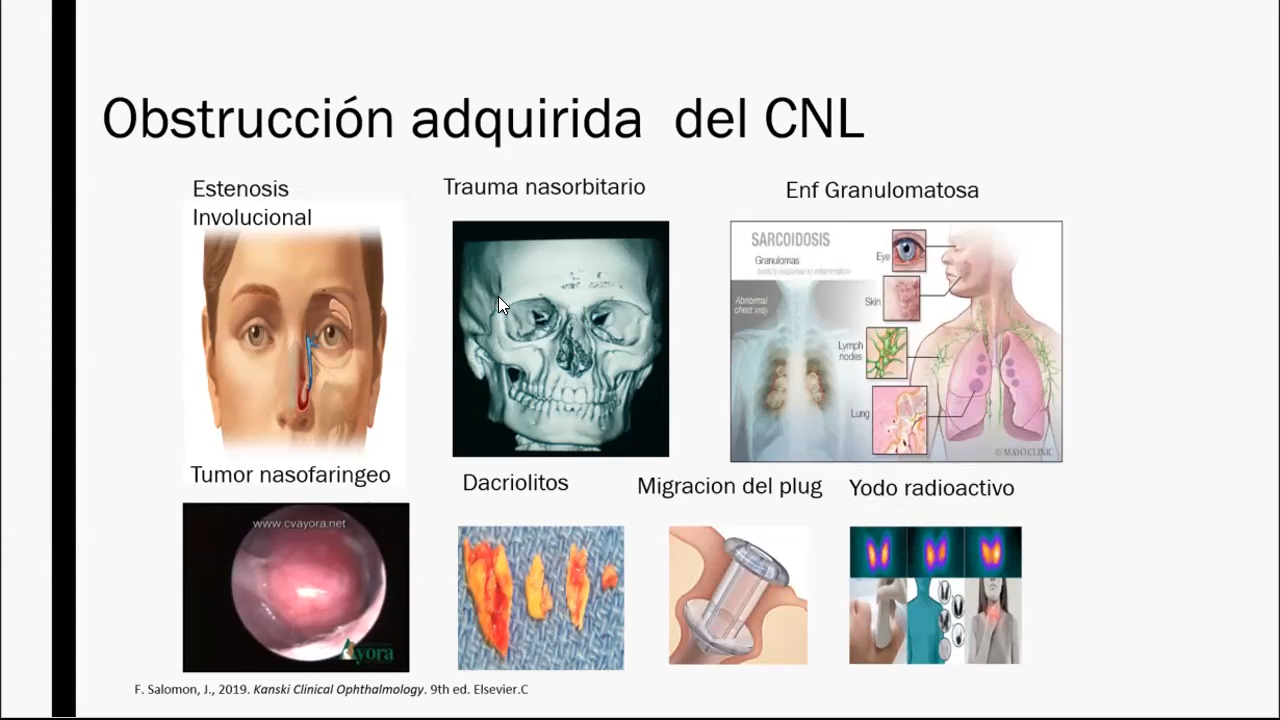 Obstrucción adquirida del CNL
Estenosis
Involucional
Trauma nasorbitario
Enf Granulomatosa
SARCOIDOSIS
Granulomas
body's response to inflammation
Abnormal
chest xray
Eye
Skin
Lymph
nodes
Lung
© MAYO CLINIC
Tumor nasofaringeo
Dacriolitos
Migracion del plug
Yodo radioactivo
www.cvayora.net
Ayora
F. Salomon, J., 2019. Kanski Clinical Ophthalmology. 9th ed. Elsevier.C